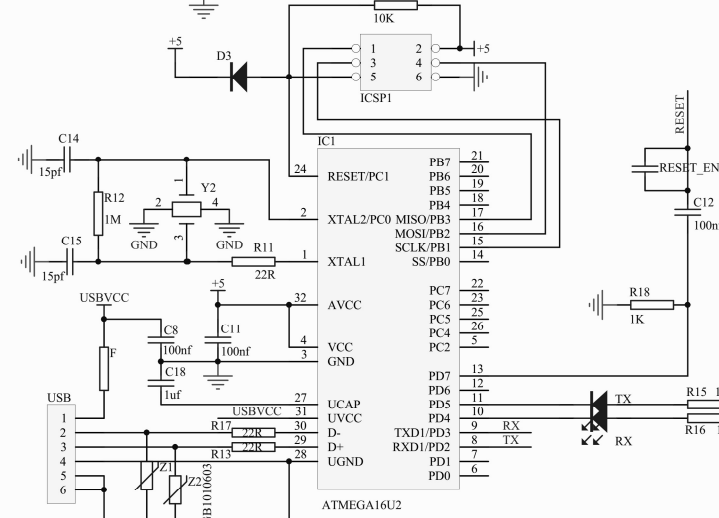 10K
+5
D3
1 2
3 4
5 6
+5
ICSP1
RESET
IC1
C14
15pf
R12
1M
1
Y2
2 4
GND GND
3
C15
15pf
R11
22R
24 RESET/PC1
2 XTAL2/PC0
1 XTAL1
32 AVCC
4 VCC
3 GND
27 UCAP
31 UVCC
30 D-
29 D+
28 UGND
PB7 21
PB6 20
PB5 19
PB4 18
MISO/PB3 17
MOSI/PB2 16
SCLK/PB1 15
SS/PB0 14
PC7 22
PC6 23
PC5 25
PC4 26
PC2 5
PD7 13
PD6 12
PD5 11
PD4 10
TXD1/PD3 9 RX
RXD1/PD2 8 TX
PD1 7
PD0 6
ATMEGA16U2
RESET_EN
C12
100n
R18
1K
TX
RX
R15 1
R16 1
USBVCC
F
+5
C8
100nf
C11
100nf
C18
1uf
USBVCC
R17
22R
22R
R13
USB
1
2
3
4
5
6
Z1
Z2
GB1010603